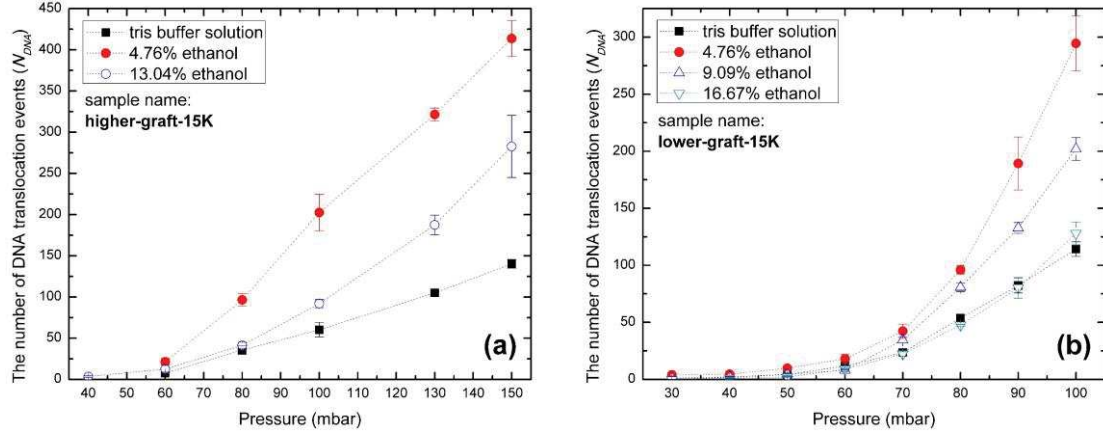 The number of DNA translocation events (N_DNA)
450
400
350
300
250
200
150
100
50
0
tris buffer solution
4.76% ethanol
13.04% ethanol
sample name:
higher-graft-15K
(a)
40 50 60 70 80 90 100 110 120 130 140 150
Pressure (mbar)
The number of DNA translocation events (N_DNA)
300
250
200
150
100
50
0
tris buffer solution
4.76% ethanol
9.09% ethanol
16.67% ethanol
sample name:
lower-graft-15K
(b)
30 40 50 60 70 80 90 100
Pressure (mbar)